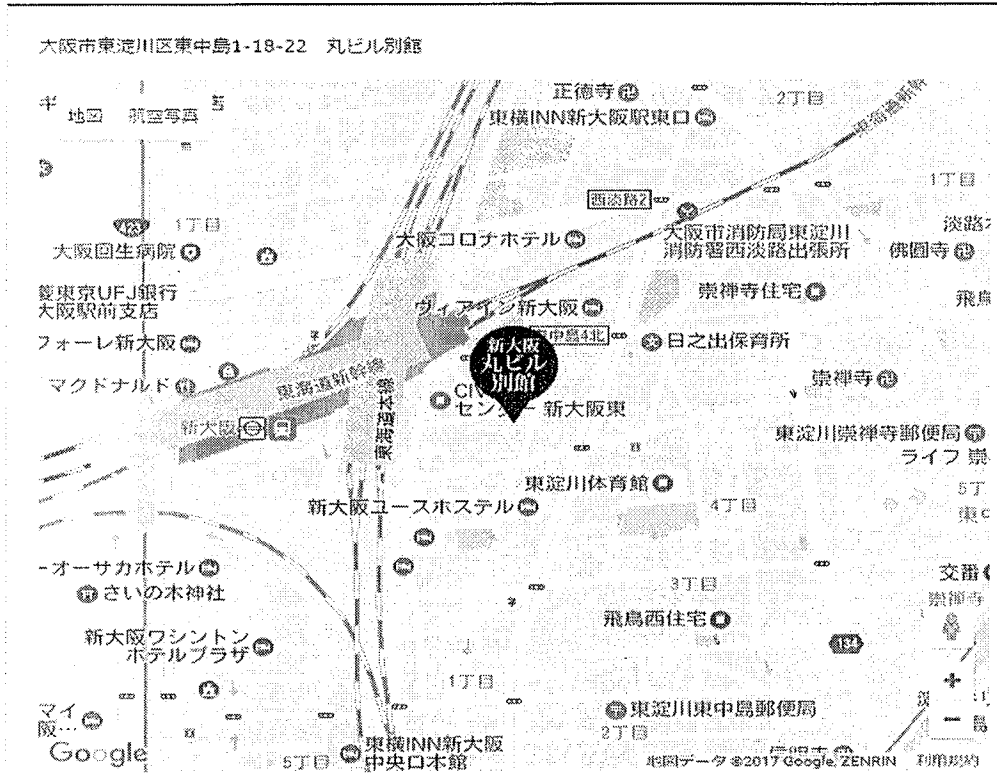 大阪市東淀川区東中島1-18-22　丸ビル別館
地図　航空写真
正徳寺
2丁目
東横INN新大阪駅東口
東海道新幹
西淡路2
1丁目
423
1丁目
大阪回生病院
大阪コロナホテル
大阪市消防局東淀川
消防署西淡路出張所
淡路
佛圓寺
菱東京UFJ銀行
大阪駅前支店
崇禅寺住宅
飛鳥
ヴィアイン新大阪
中島4北
フォーレ新大阪
新大阪
丸ビル
別館
日之出保育所
マクドナルド
東海道新幹線
崇禅寺
センター 新大阪東
新大阪
東海道本線
東淀川崇禅寺郵便局
ライフ 崇
東淀川体育館
新大阪ユースホステル
4丁目
5丁
ーオーサカホテル
さいの木神社
3丁目
交番
崇禅寺
飛鳥西住宅
新大阪ワシントン
ホテルプラザ
134
1丁目
+
マイ
阪…
東淀川東中島郵便局
−
2丁目
Google
5丁目
東横INN新大阪
中央口本館
地図データ ©2017 Google, ZENRIN
利用規約